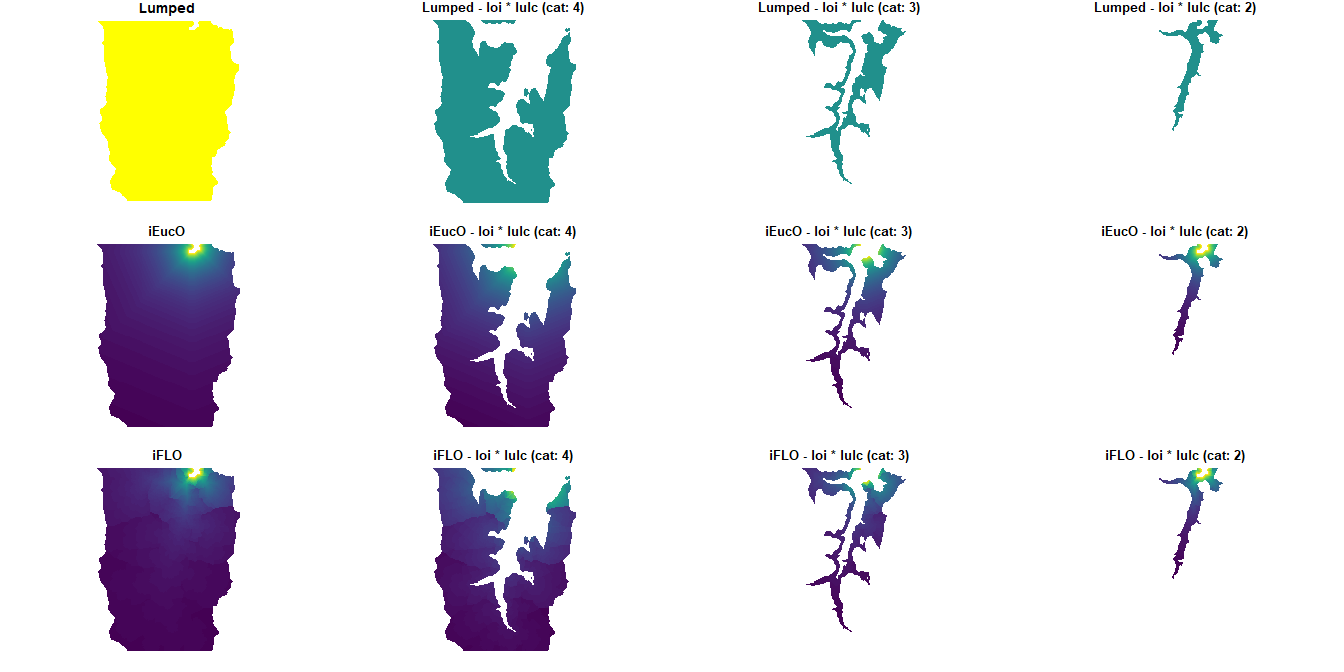 Lumped
Lumped - loi * lulc (cat: 4)
Lumped - loi * lulc (cat: 3)
Lumped - loi * lulc (cat: 2)
iEucO
iEucO - loi * lulc (cat: 4)
iEucO - loi * lulc (cat: 3)
iEucO - loi * lulc (cat: 2)
iFLO
iFLO - loi * lulc (cat: 4)
iFLO - loi * lulc (cat: 3)
iFLO - loi * lulc (cat: 2)